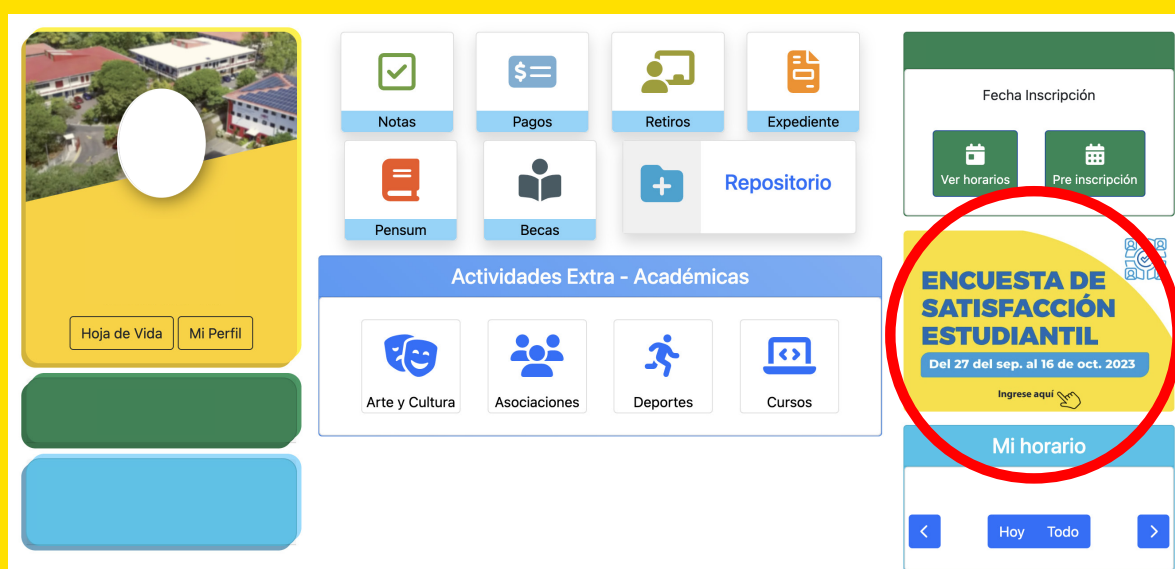 Hoja de Vida
Mi Perfil
Notas
Pagos
Retiros
Expediente
Pensum
Becas
Repositorio
Actividades Extra - Académicas
Arte y Cultura
Asociaciones
Deportes
Cursos
Fecha Inscripción
Ver horarios
Pre inscripción
ENCUESTA DE
SATISFACCIÓN
ESTUDIANTIL
Del 27 del sep. al 16 de oct. 2023
Ingrese aquí
Mi horario
Hoy
Todo